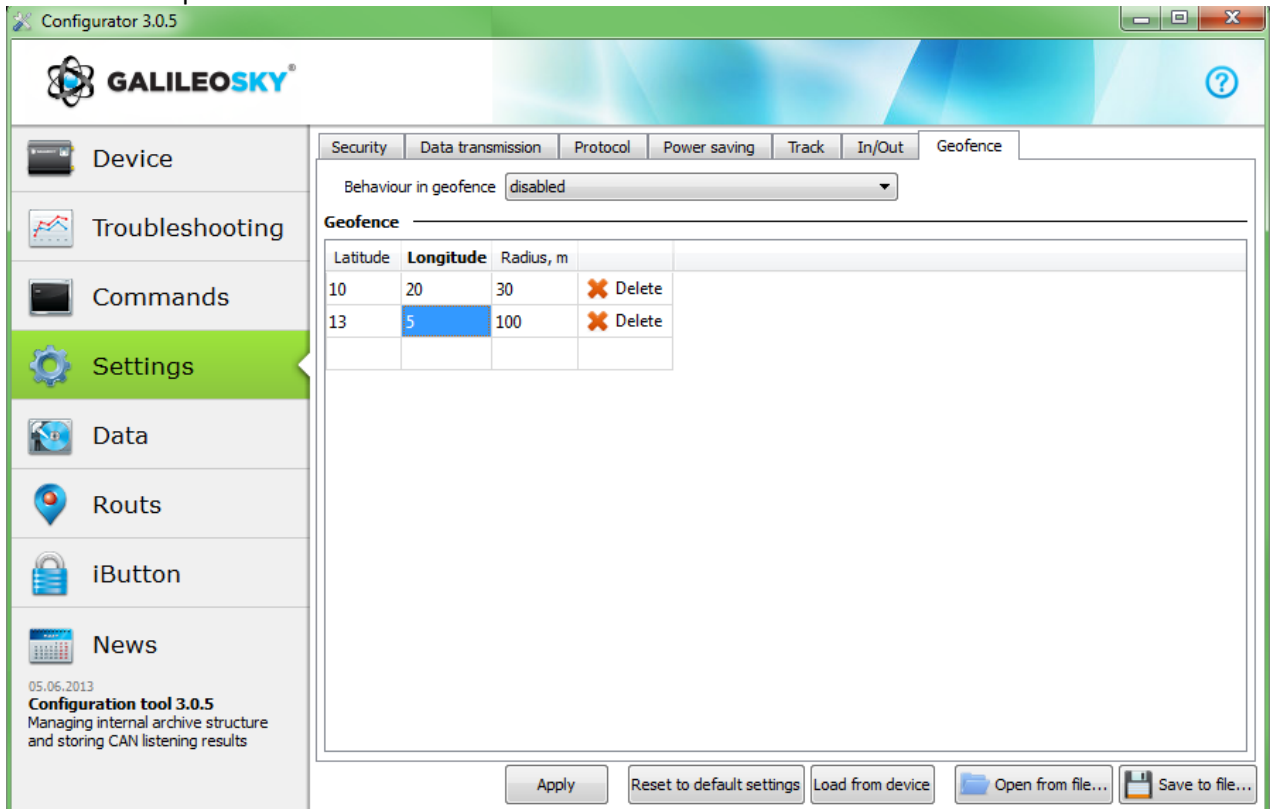 Configurator 3.0.5
GALILEOSKY®
?
Device
Troubleshooting
Commands
Settings
Data
Routs
iButton
News
05.06.2013
Configuration tool 3.0.5
Managing internal archive structure
and storing CAN listening results
Security Data transmission Protocol Power saving Track In/Out Geofence
Behaviour in geofence disabled
Geofence
Latitude Longitude Radius, m
10 20 30 Delete
13 5 100 Delete
Apply Reset to default settings Load from device Open from file... Save to file...